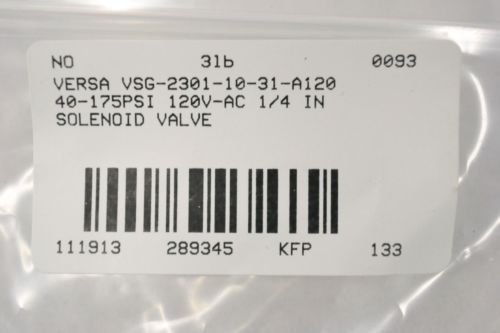 NO 3lb 0093
VERSA VSG-2301-10-31-A120
40-175PSI 120V-AC 1/4 IN
SOLENOID VALVE
111913 289345 KFP 133